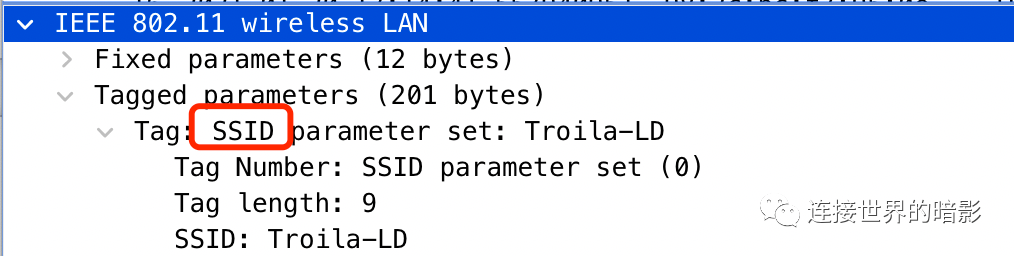 IEEE 802.11 wireless LAN
Fixed parameters (12 bytes)
Tagged parameters (201 bytes)
Tag: SSID parameter set: Troila-LD
Tag Number: SSID parameter set (0)
Tag length: 9
SSID: Troila-LD
连接世界的暗影